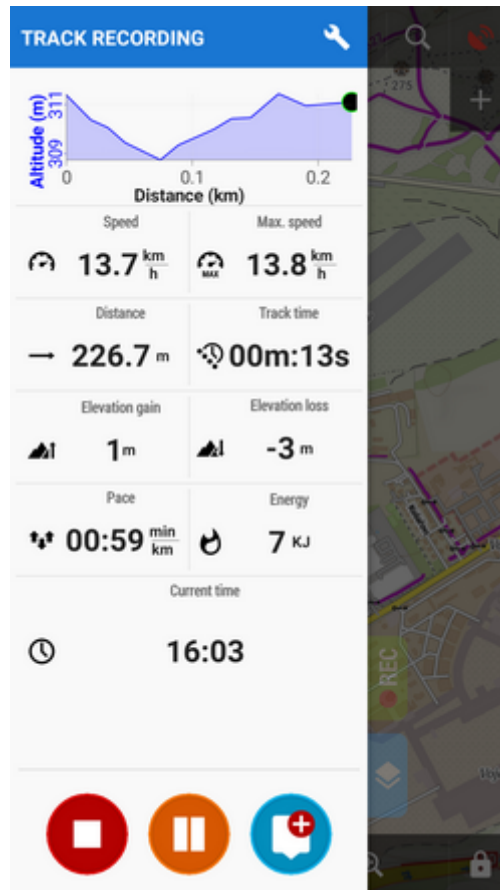 TRACK RECORDING
275
Altitude (m)
311
309
0
0.1
0.2
Distance (km)
Speed
Max. speed
13.7 km/h
MAX
13.8 km/h
Distance
Track time
226.7 m
00m:13s
Elevation gain
Elevation loss
1 m
-3 m
Pace
Energy
00:59 min/km
7 KJ
Current time
16:03
REC